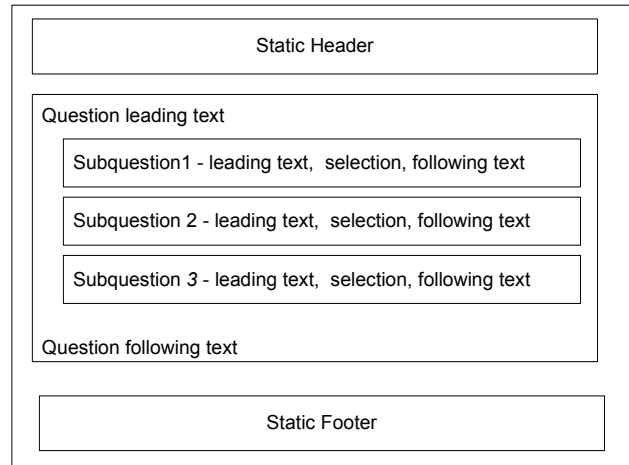 Static Header
Question leading text
Subquestion1 - leading text, selection, following text
Subquestion 2 - leading text, selection, following text
Subquestion 3 - leading text, selection, following text
Question following text
Static Footer